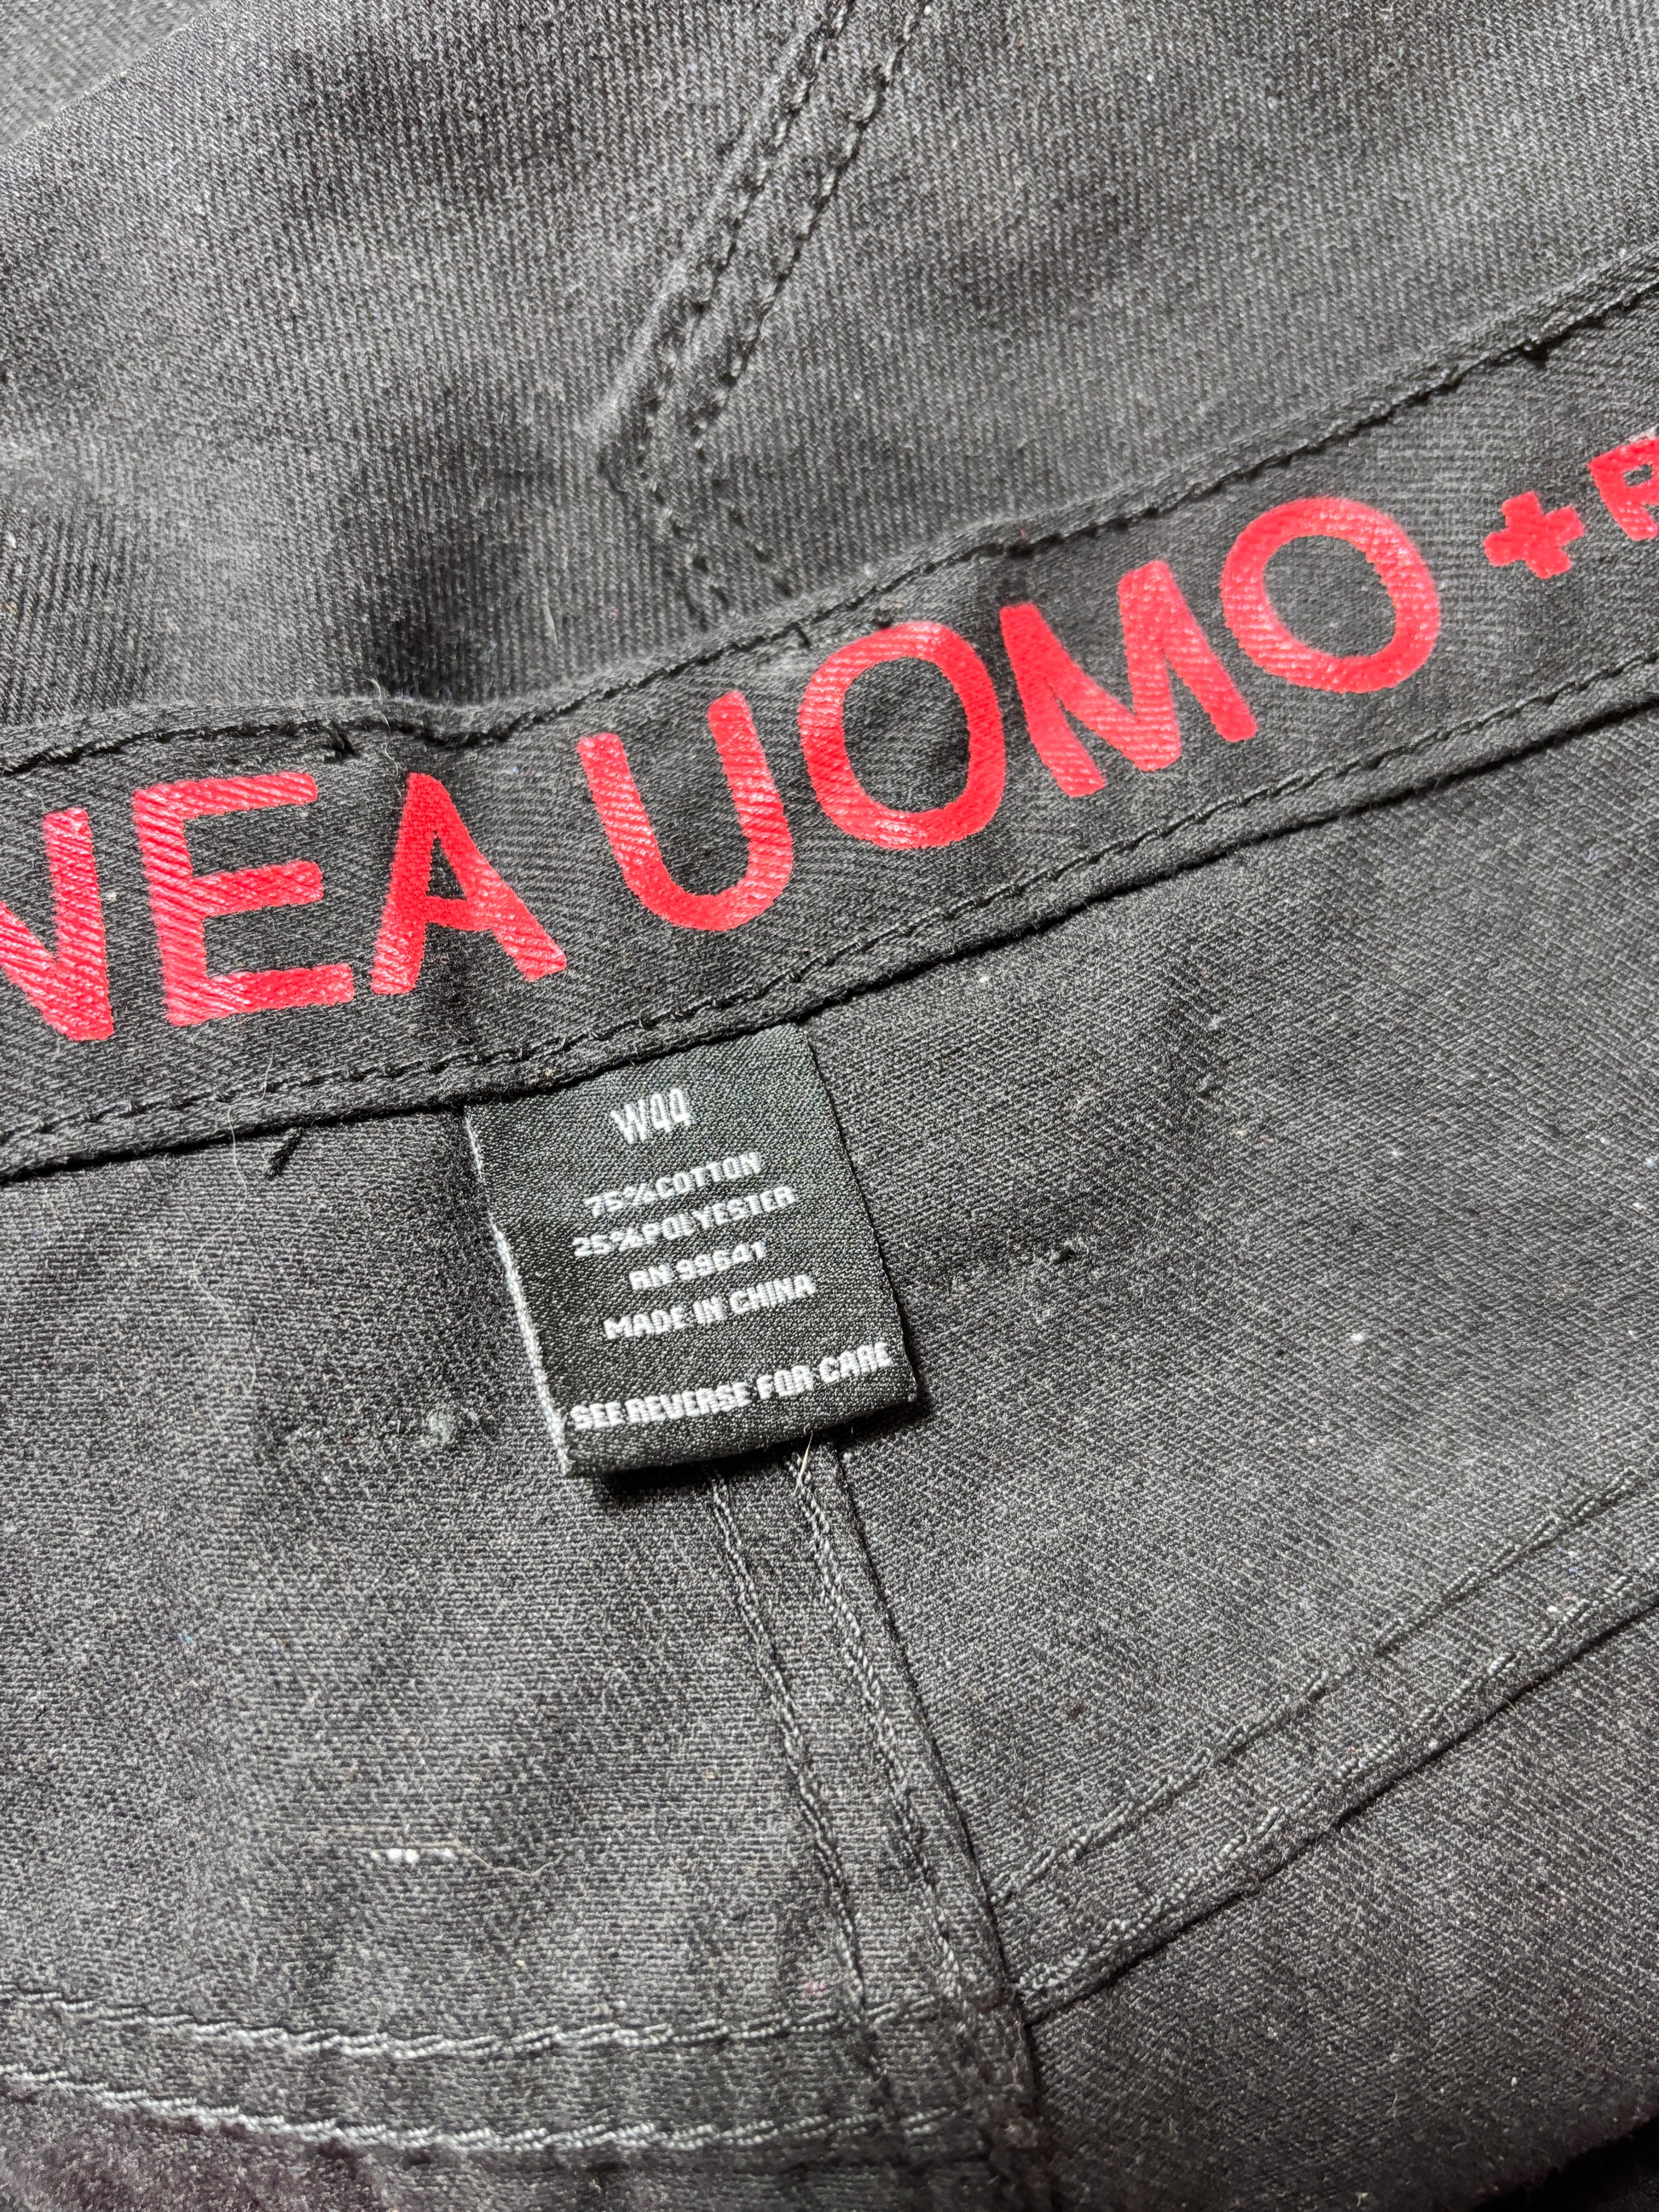 NEA UOMO + R
W44
75%COTTON
25%POLYESTER
RN 99641
MADE IN CHINA
SEE REVERSE FOR CARE